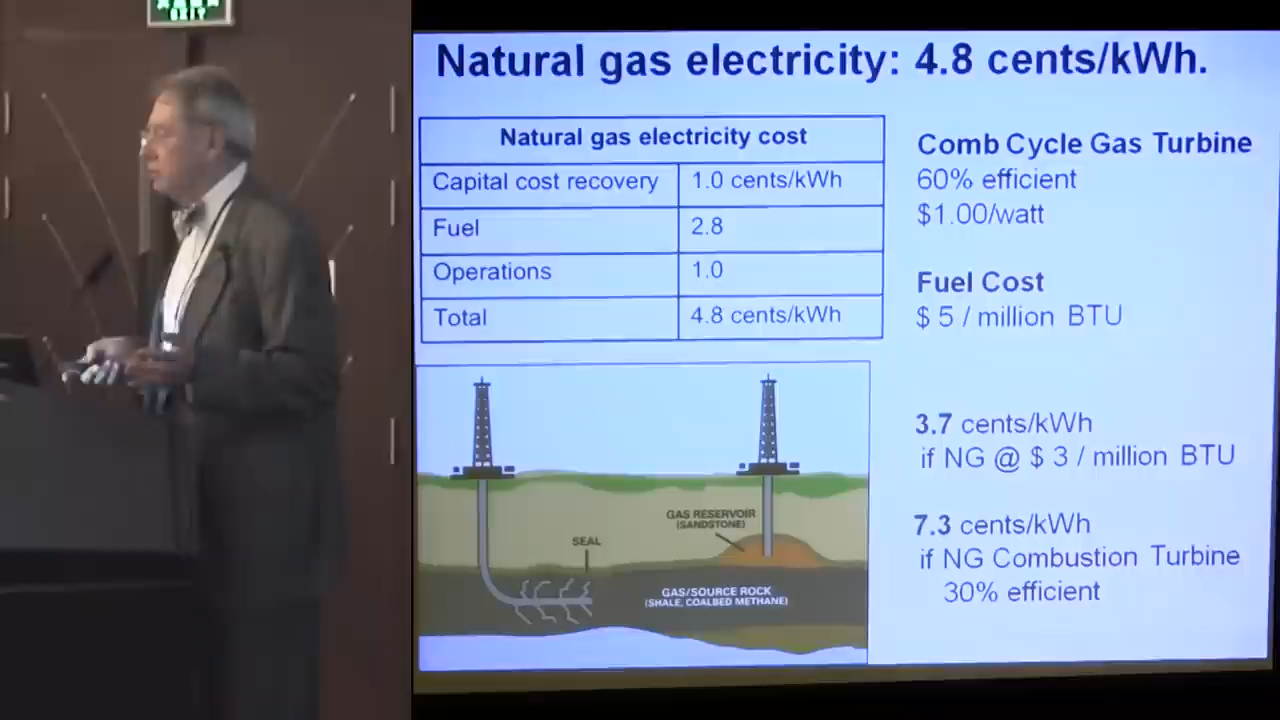 EXIT
Natural gas electricity: 4.8 cents/kWh.
Natural gas electricity cost
Capital cost recovery 1.0 cents/kWh
Fuel 2.8
Operations 1.0
Total 4.8 cents/kWh
Comb Cycle Gas Turbine
60% efficient
$1.00/watt
Fuel Cost
$ 5 / million BTU
3.7 cents/kWh
if NG @ $ 3 / million BTU
7.3 cents/kWh
if NG Combustion Turbine
30% efficient
GAS RESERVOIR
(SANDSTONE)
SEAL
GAS/SOURCE ROCK
(SHALE, COALBED METHANE)